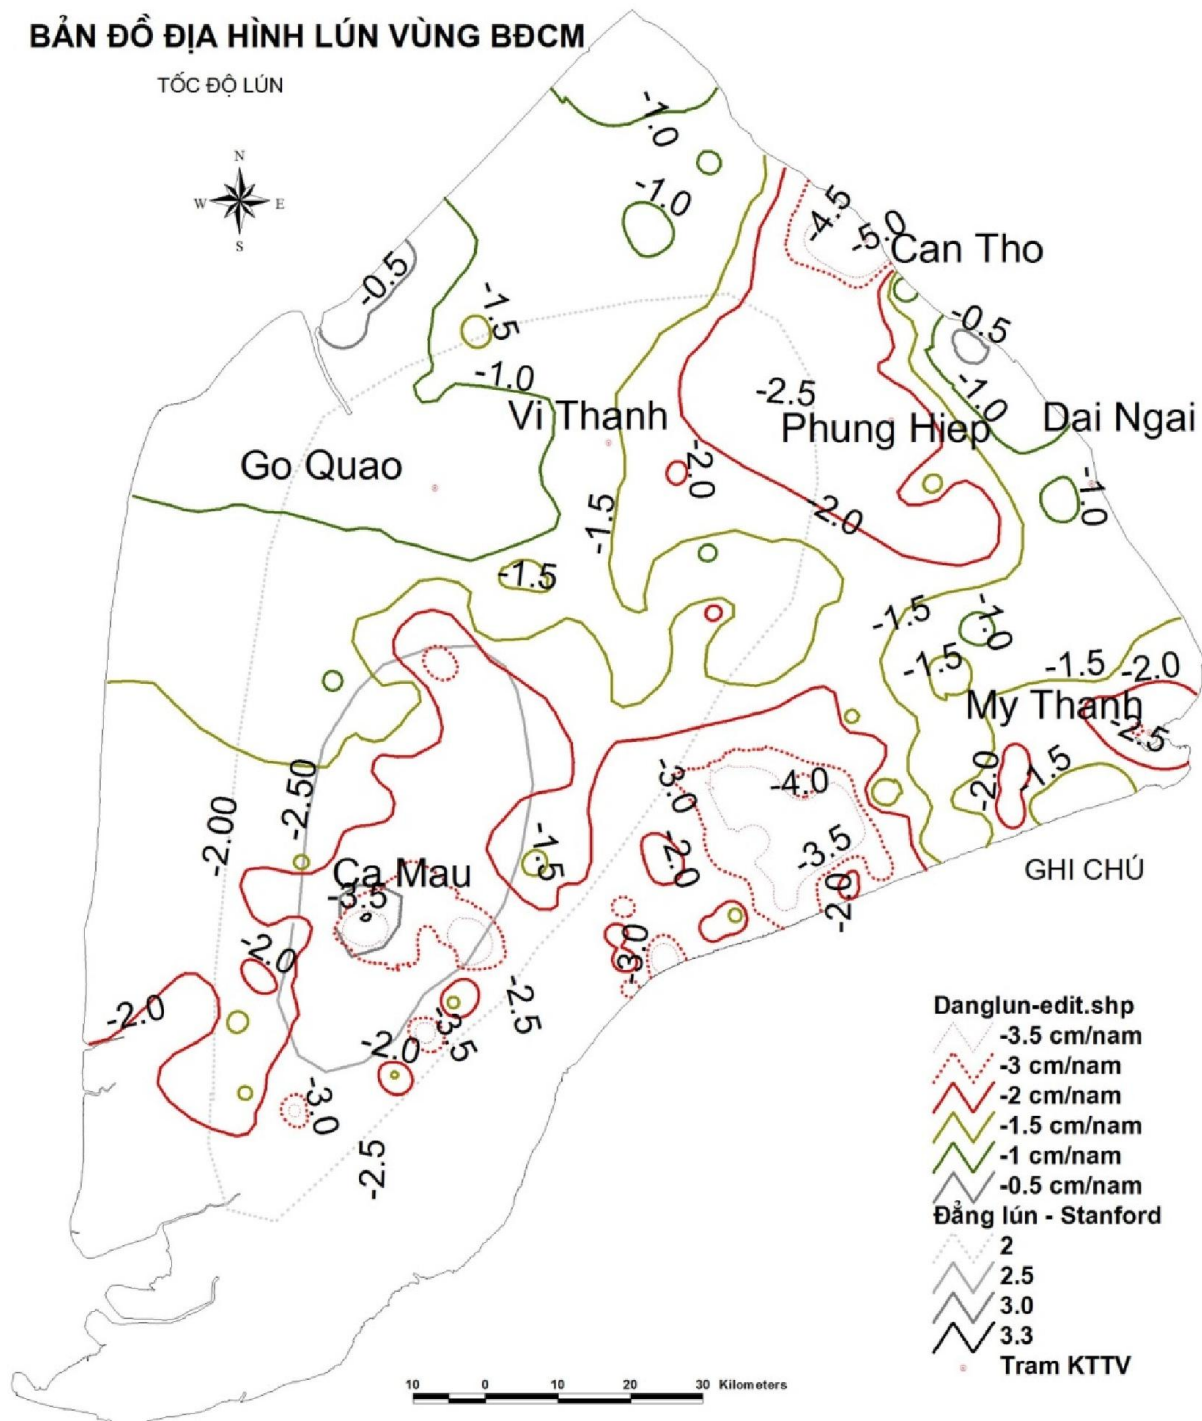 BẢN ĐỒ ĐỊA HÌNH LÚN VÙNG BĐCM
TỐC ĐỘ LÚN
N
W E
S
-1.0
-1.0
-4.5
-5.0
Can Tho
-0.5
-1.5
-0.5
-1.0
-2.5
-1.0
Vi Thanh
Phung Hiep
Dai Ngai
Go Quao
-2.0
-1.0
-1.5
-2.0
-1.5
-1.5
-1.0
-1.5
-1.5
-2.0
My Thanh
-2.5
-2.50
-3.0
-4.0
-2.0
-1.5
-2.00
-3.5
-1.5
-2.0
GHI CHÚ
Ca Mau
-3.5
-2.0
-2.0
-3.0
-2.0
-2.5
-3.5
-2.0
-3.0
-2.5
Danglun-edit.shp
-3.5 cm/nam
-3 cm/nam
-2 cm/nam
-1.5 cm/nam
-1 cm/nam
-0.5 cm/nam
Đẳng lún - Stanford
2
2.5
3.0
3.3
Tram KTTV
10 0 10 20 30 Kilometers